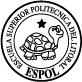 ESCUELA SUPERIOR POLITECNICA DEL LITORAL
ESPOL